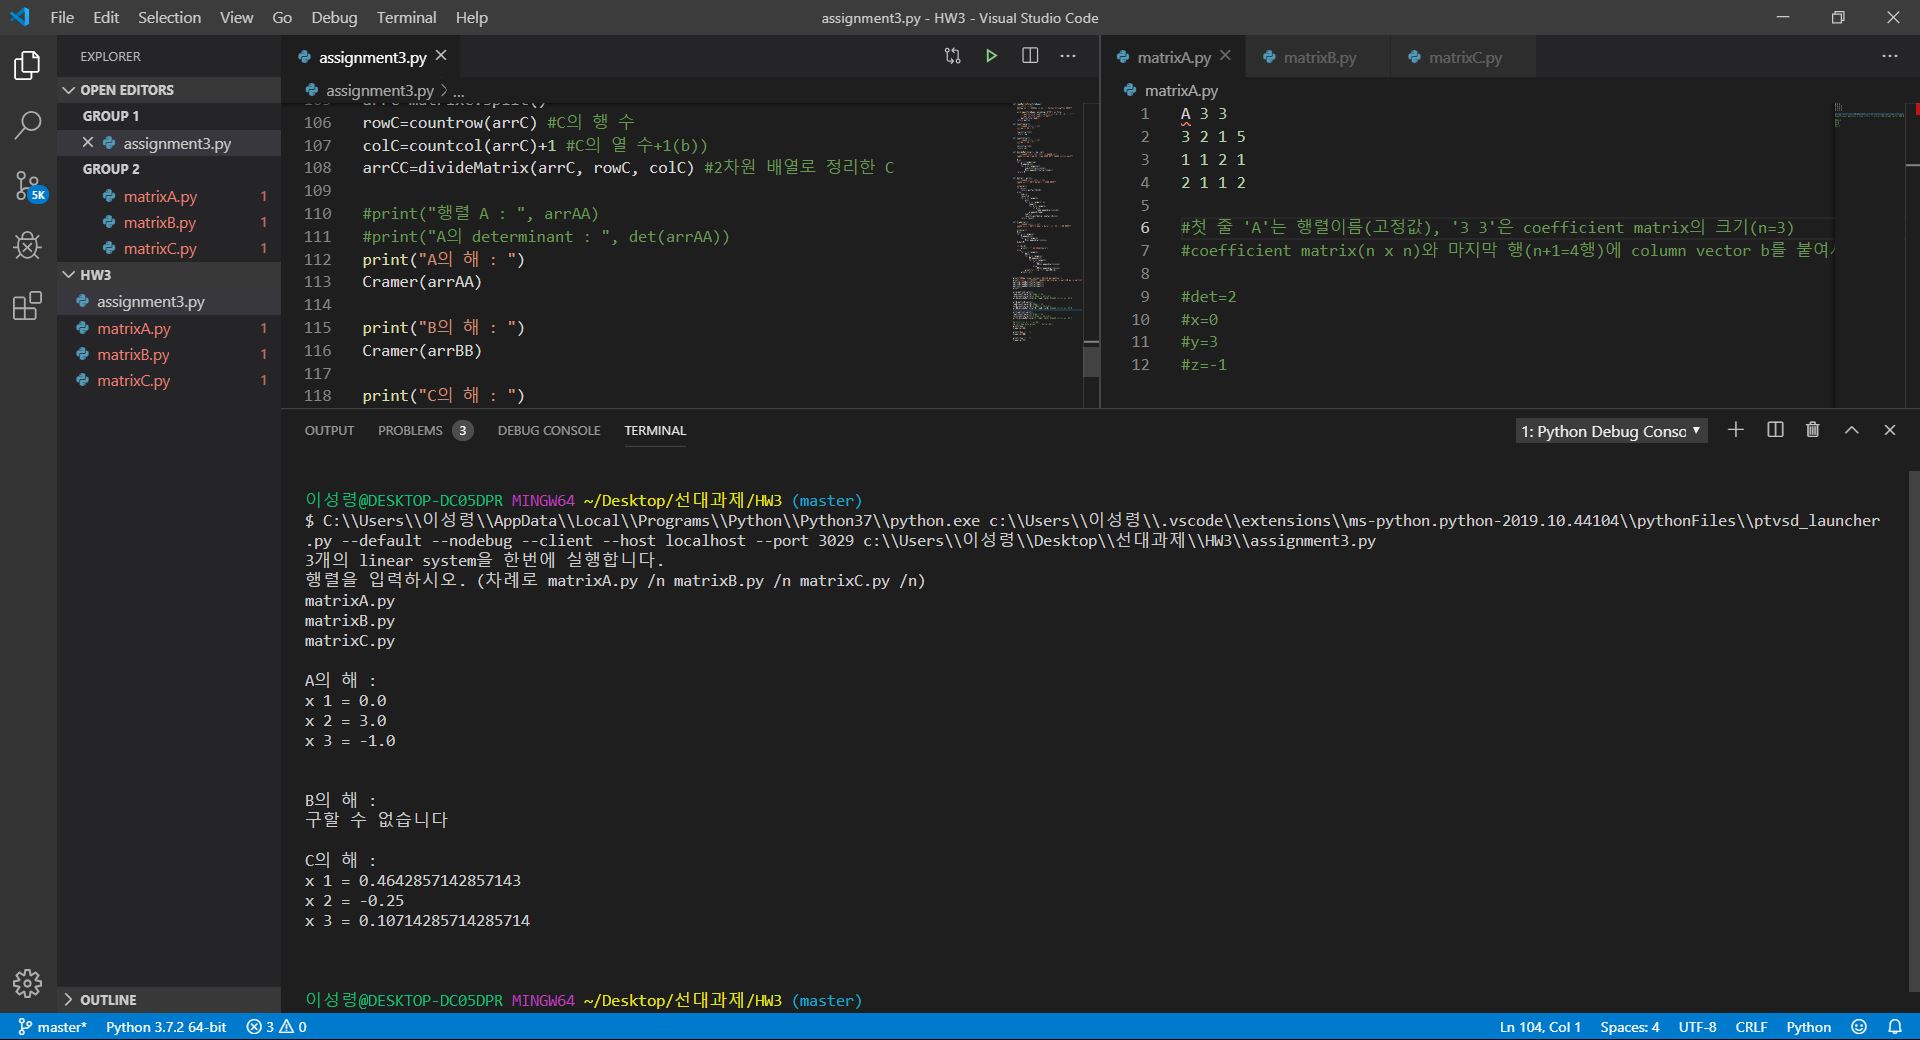 File Edit Selection View Go Debug Terminal Help
assignment3.py - HW3 - Visual Studio Code
EXPLORER
OPEN EDITORS
GROUP 1
assignment3.py
GROUP 2
matrixA.py 1
matrixB.py 1
matrixC.py 1
HW3
assignment3.py
matrixA.py 1
matrixB.py 1
matrixC.py 1
OUTLINE
5K
assignment3.py
assignment3.py > ...
106 rowC=countrow(arrC) #C의 행 수
107 colC=countcol(arrC)+1 #C의 열 수+1(b))
108 arrCC=divideMatrix(arrC, rowC, colC) #2차원 배열로 정리한 C
109
110 #print("행렬 A : ", arrAA)
111 #print("A의 determinant : ", det(arrAA))
112 print("A의 해 : ")
113 Cramer(arrAA)
114
115 print("B의 해 : ")
116 Cramer(arrBB)
117
118 print("C의 해 : ")
matrixA.py matrixB.py matrixC.py
matrixA.py
1 A 3 3
2 3 2 1 5
3 1 1 2 1
4 2 1 1 2
5
6 #첫 줄 'A'는 행렬이름(고정값), '3 3'은 coefficient matrix의 크기(n=3)
7 #coefficient matrix(n x n)와 마지막 행(n+1=4행)에 column vector b를 붙여
8
9 #det=2
10 #x=0
11 #y=3
12 #z=-1
OUTPUT PROBLEMS 3 DEBUG CONSOLE TERMINAL
1: Python Debug Conso
이성령@DESKTOP-DC05DPR MINGW64 ~/Desktop/선대과제/HW3 (master)
$ C:\\Users\\이성령\\AppData\\Local\\Programs\\Python\\Python37\\python.exe c:\\Users\\이성령\\.vscode\\extensions\\ms-python.python-2019.10.44104\\pythonFiles\\ptvsd_launcher
.py --default --nodebug --client --host localhost --port 3029 c:\\Users\\이성령\\Desktop\\선대과제\\HW3\\assignment3.py
3개의 linear system을 한번에 실행합니다.
행렬을 입력하시오. (차례로 matrixA.py /n matrixB.py /n matrixC.py /n)
matrixA.py
matrixB.py
matrixC.py
A의 해 :
x 1 = 0.0
x 2 = 3.0
x 3 = -1.0
B의 해 :
구할 수 없습니다
C의 해 :
x 1 = 0.4642857142857143
x 2 = -0.25
x 3 = 0.10714285714285714
이성령@DESKTOP-DC05DPR MINGW64 ~/Desktop/선대과제/HW3 (master)
master* Python 3.7.2 64-bit 3 0
Ln 104, Col 1 Spaces: 4 UTF-8 CRLF Python